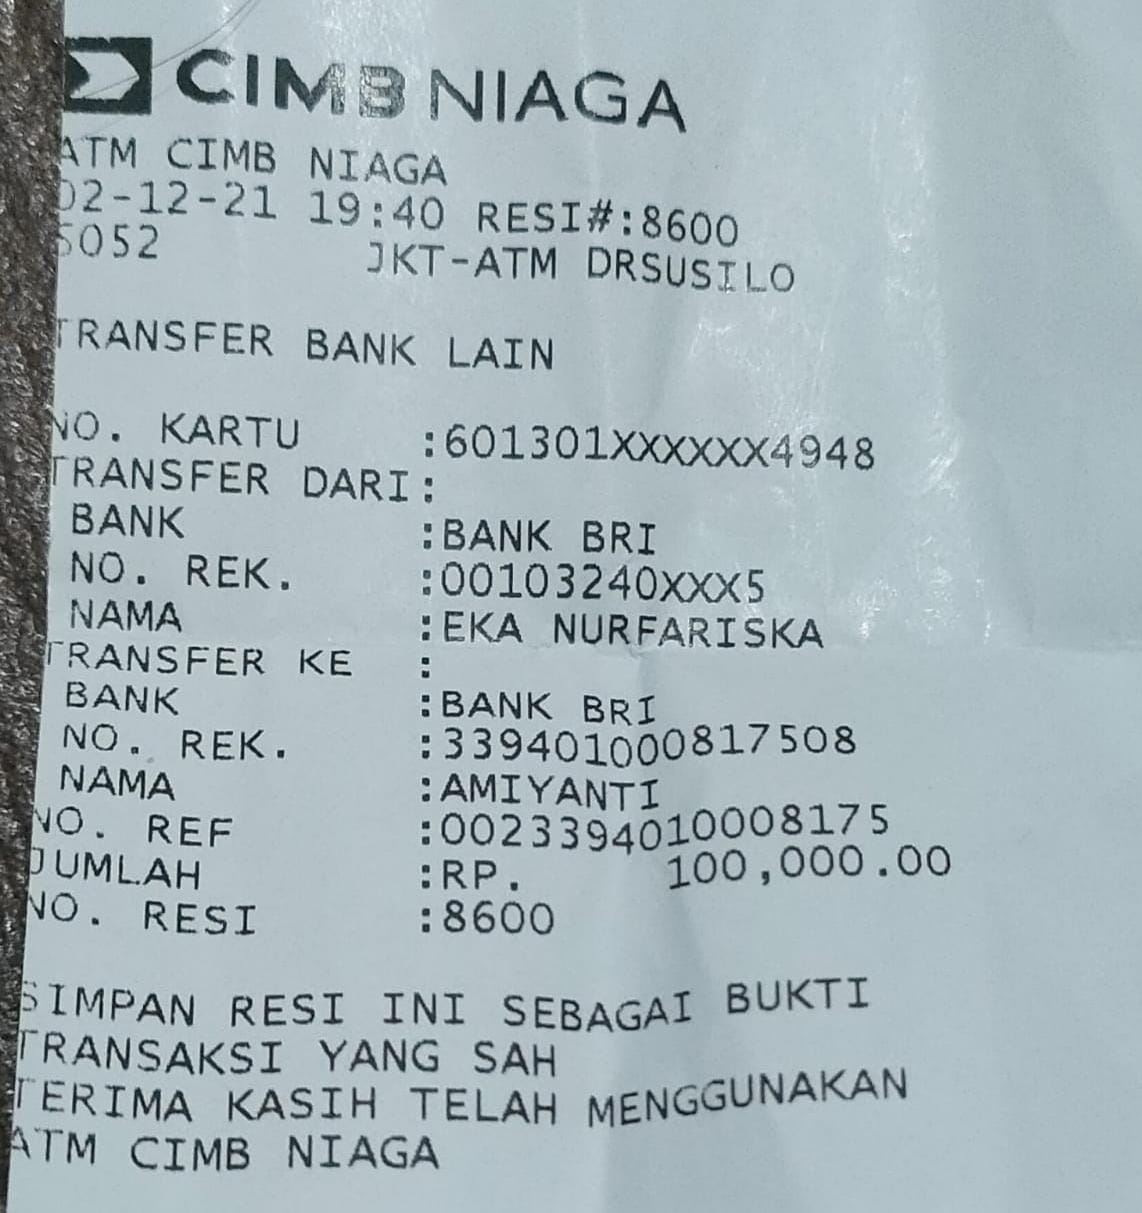 CIMB NIAGA
ATM CIMB NIAGA
02-12-21 19:40 RESI#:8600
5052 JKT-ATM DRSUSILO
TRANSFER BANK LAIN
NO. KARTU :601301XXXXXX4948
TRANSFER DARI:
BANK :BANK BRI
NO. REK. :00103240XXX5
NAMA :EKA NURFARISKA
TRANSFER KE :
BANK :BANK BRI
NO. REK. :339401000817508
NAMA :AMIYANTI
NO. REF :0023394010008175
JUMLAH :RP. 100,000.00
NO. RESI :8600
SIMPAN RESI INI SEBAGAI BUKTI
TRANSAKSI YANG SAH
TERIMA KASIH TELAH MENGGUNAKAN
ATM CIMB NIAGA